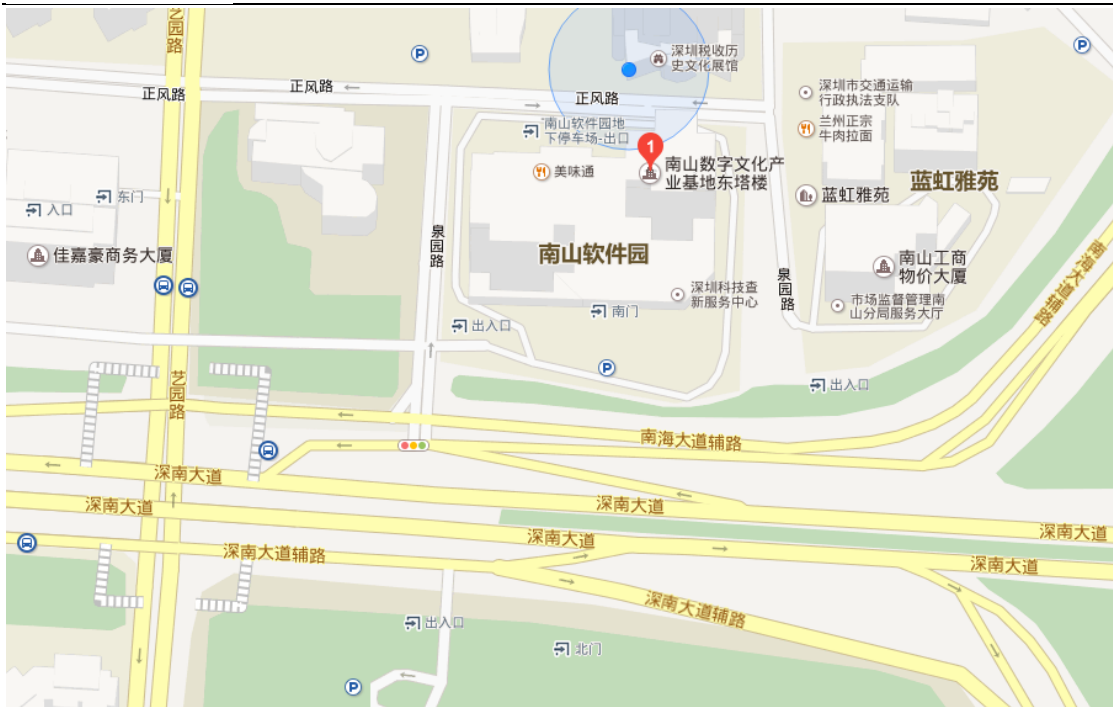 艺园路
P
P
深圳税收历
史文化展馆
正风路
正风路
正风路
深圳市交通运输
行政执法支队
南山软件园地
下停车场-出口
兰州正宗
牛肉拉面
1
美味通
南山数字文化产
业基地东塔楼
蓝虹雅苑
东门
蓝虹雅苑
入口
泉园路
佳嘉豪商务大厦
南山软件园
南山工商
物价大厦
南海大道辅路
泉园路
深圳科技查
新服务中心
市场监督管理南
山分局服务大厅
南门
出入口
P
出入口
艺园路
南海大道辅路
深南大道
深南大道
深南大道
深南大道
深南大道
深南大道辅路
深南大道
深南大道辅路
出入口
北门
P